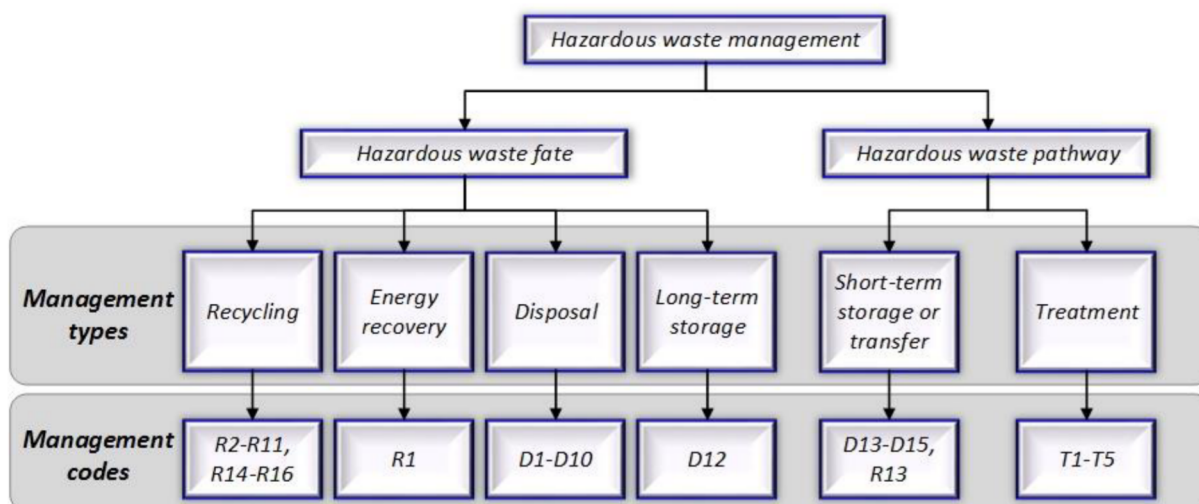 Hazardous waste management
Hazardous waste fate
Hazardous waste pathway
Management
types
Recycling
Energy
recovery
Disposal
Long-term
storage
Short-term
storage or
transfer
Treatment
Management
codes
R2-R11,
R14-R16
R1
D1-D10
D12
D13-D15,
R13
T1-T5